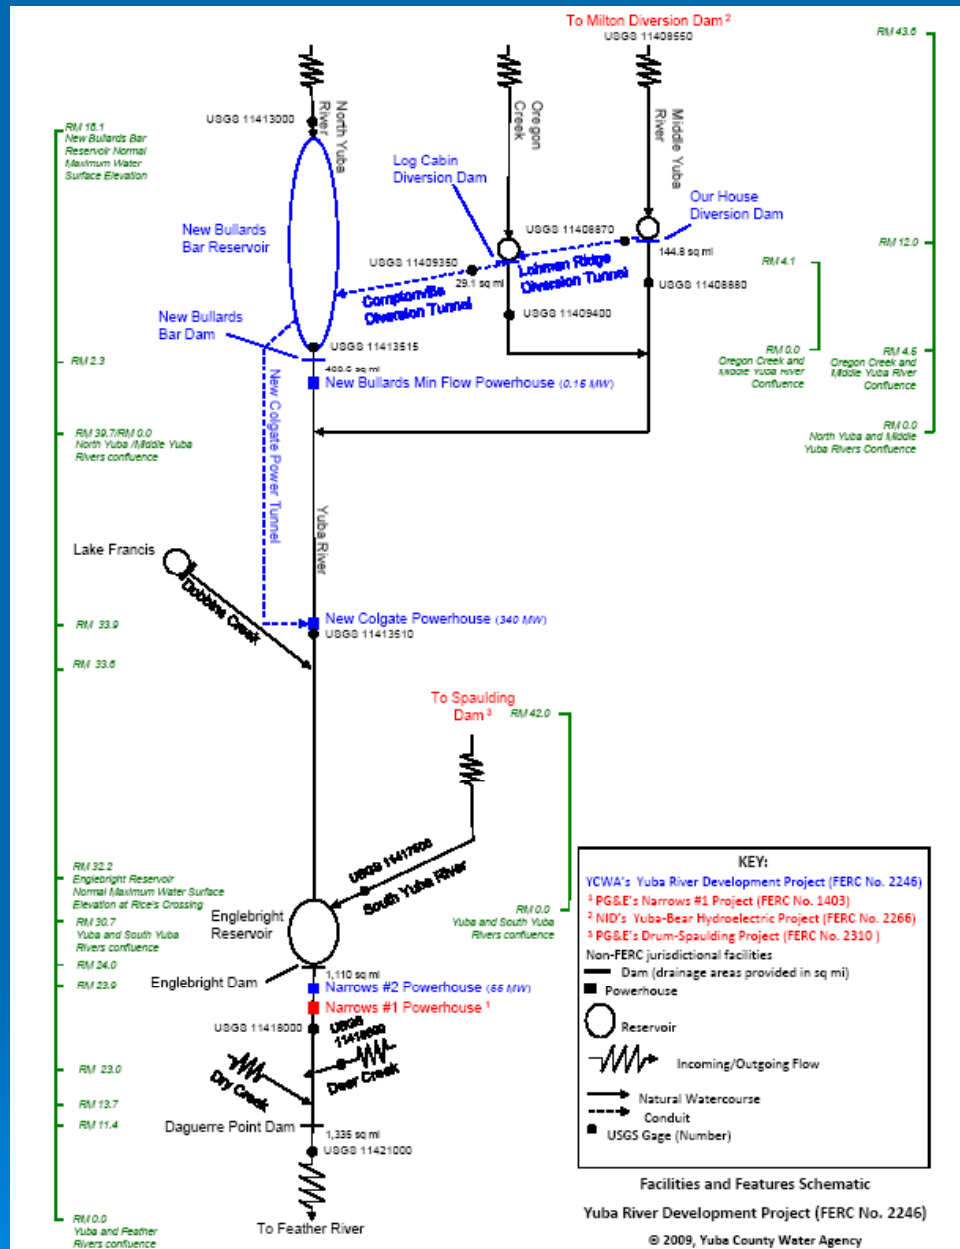 To Milton Diversion Dam 2
USGS 11408550
RM 43.6
North Yuba
River
Oregon
Creek
Middle Yuba
River
USGS 11413000
RM 16.1
New Bullards Bar
Reservoir Normal
Maximum Water
Surface Elevation
Log Cabin
Diversion Dam
Our House
Diversion Dam
New Bullards
Bar Reservoir
USGS 11408870
144.8 sq mi
RM 12.0
USGS 11409350
29.1 sq mi
Lohman Ridge
Diversion Tunnel
RM 4.1
USGS 11408880
Comptonville
Diversion Tunnel
USGS 11409400
New Bullards
Bar Dam
USGS 11413515
RM 2.3
RM 0.0
Oregon Creek and
Middle Yuba River
Confluence
RM 4.5
Oregon Creek and
Middle Yuba River
Confluence
New Bullards Min Flow Powerhouse (0.15 MW)
New Colgate Power Tunnel
RM 39.7/RM 0.0
North Yuba /Middle Yuba
Rivers confluence
RM 0.0
North Yuba and Middle
Yuba Rivers Confluence
Yuba River
Lake Francis
Dobbins Creek
New Colgate Powerhouse (340 MW)
USGS 11413510
RM 33.9
RM 33.6
To Spaulding
Dam 3
RM 42.0
USGS 11417500
South Yuba River
RM 32.2
Englebright Reservoir
Normal Maximum Water Surface
Elevation at Rice's Crossing
Englebright
Reservoir
RM 0.0
Yuba and South Yuba
Rivers confluence
RM 30.7
Yuba and South Yuba
Rivers confluence
RM 24.0
Englebright Dam
1,110 sq mi
RM 23.9
Narrows #2 Powerhouse (55 MW)
Narrows #1 Powerhouse 1
USGS 11418000
USGS
Deer Creek
Dry Creek
RM 23.0
RM 13.7
RM 11.4
Daguerre Point Dam
1,335 sq mi
USGS 11421000
RM 0.0
Yuba and Feather
Rivers confluence
To Feather River
KEY:
YCWA's Yuba River Development Project (FERC No. 2246)
1 PG&E's Narrows #1 Project (FERC No. 1403)
2 NID's Yuba-Bear Hydroelectric Project (FERC No. 2266)
3 PG&E's Drum-Spaulding Project (FERC No. 2310 )
Non-FERC jurisdictional facilities
Dam (drainage areas provided in sq mi)
Powerhouse
Reservoir
Incoming/Outgoing Flow
Natural Watercourse
Conduit
USGS Gage (Number)
Facilities and Features Schematic
Yuba River Development Project (FERC No. 2246)
© 2009, Yuba County Water Agency